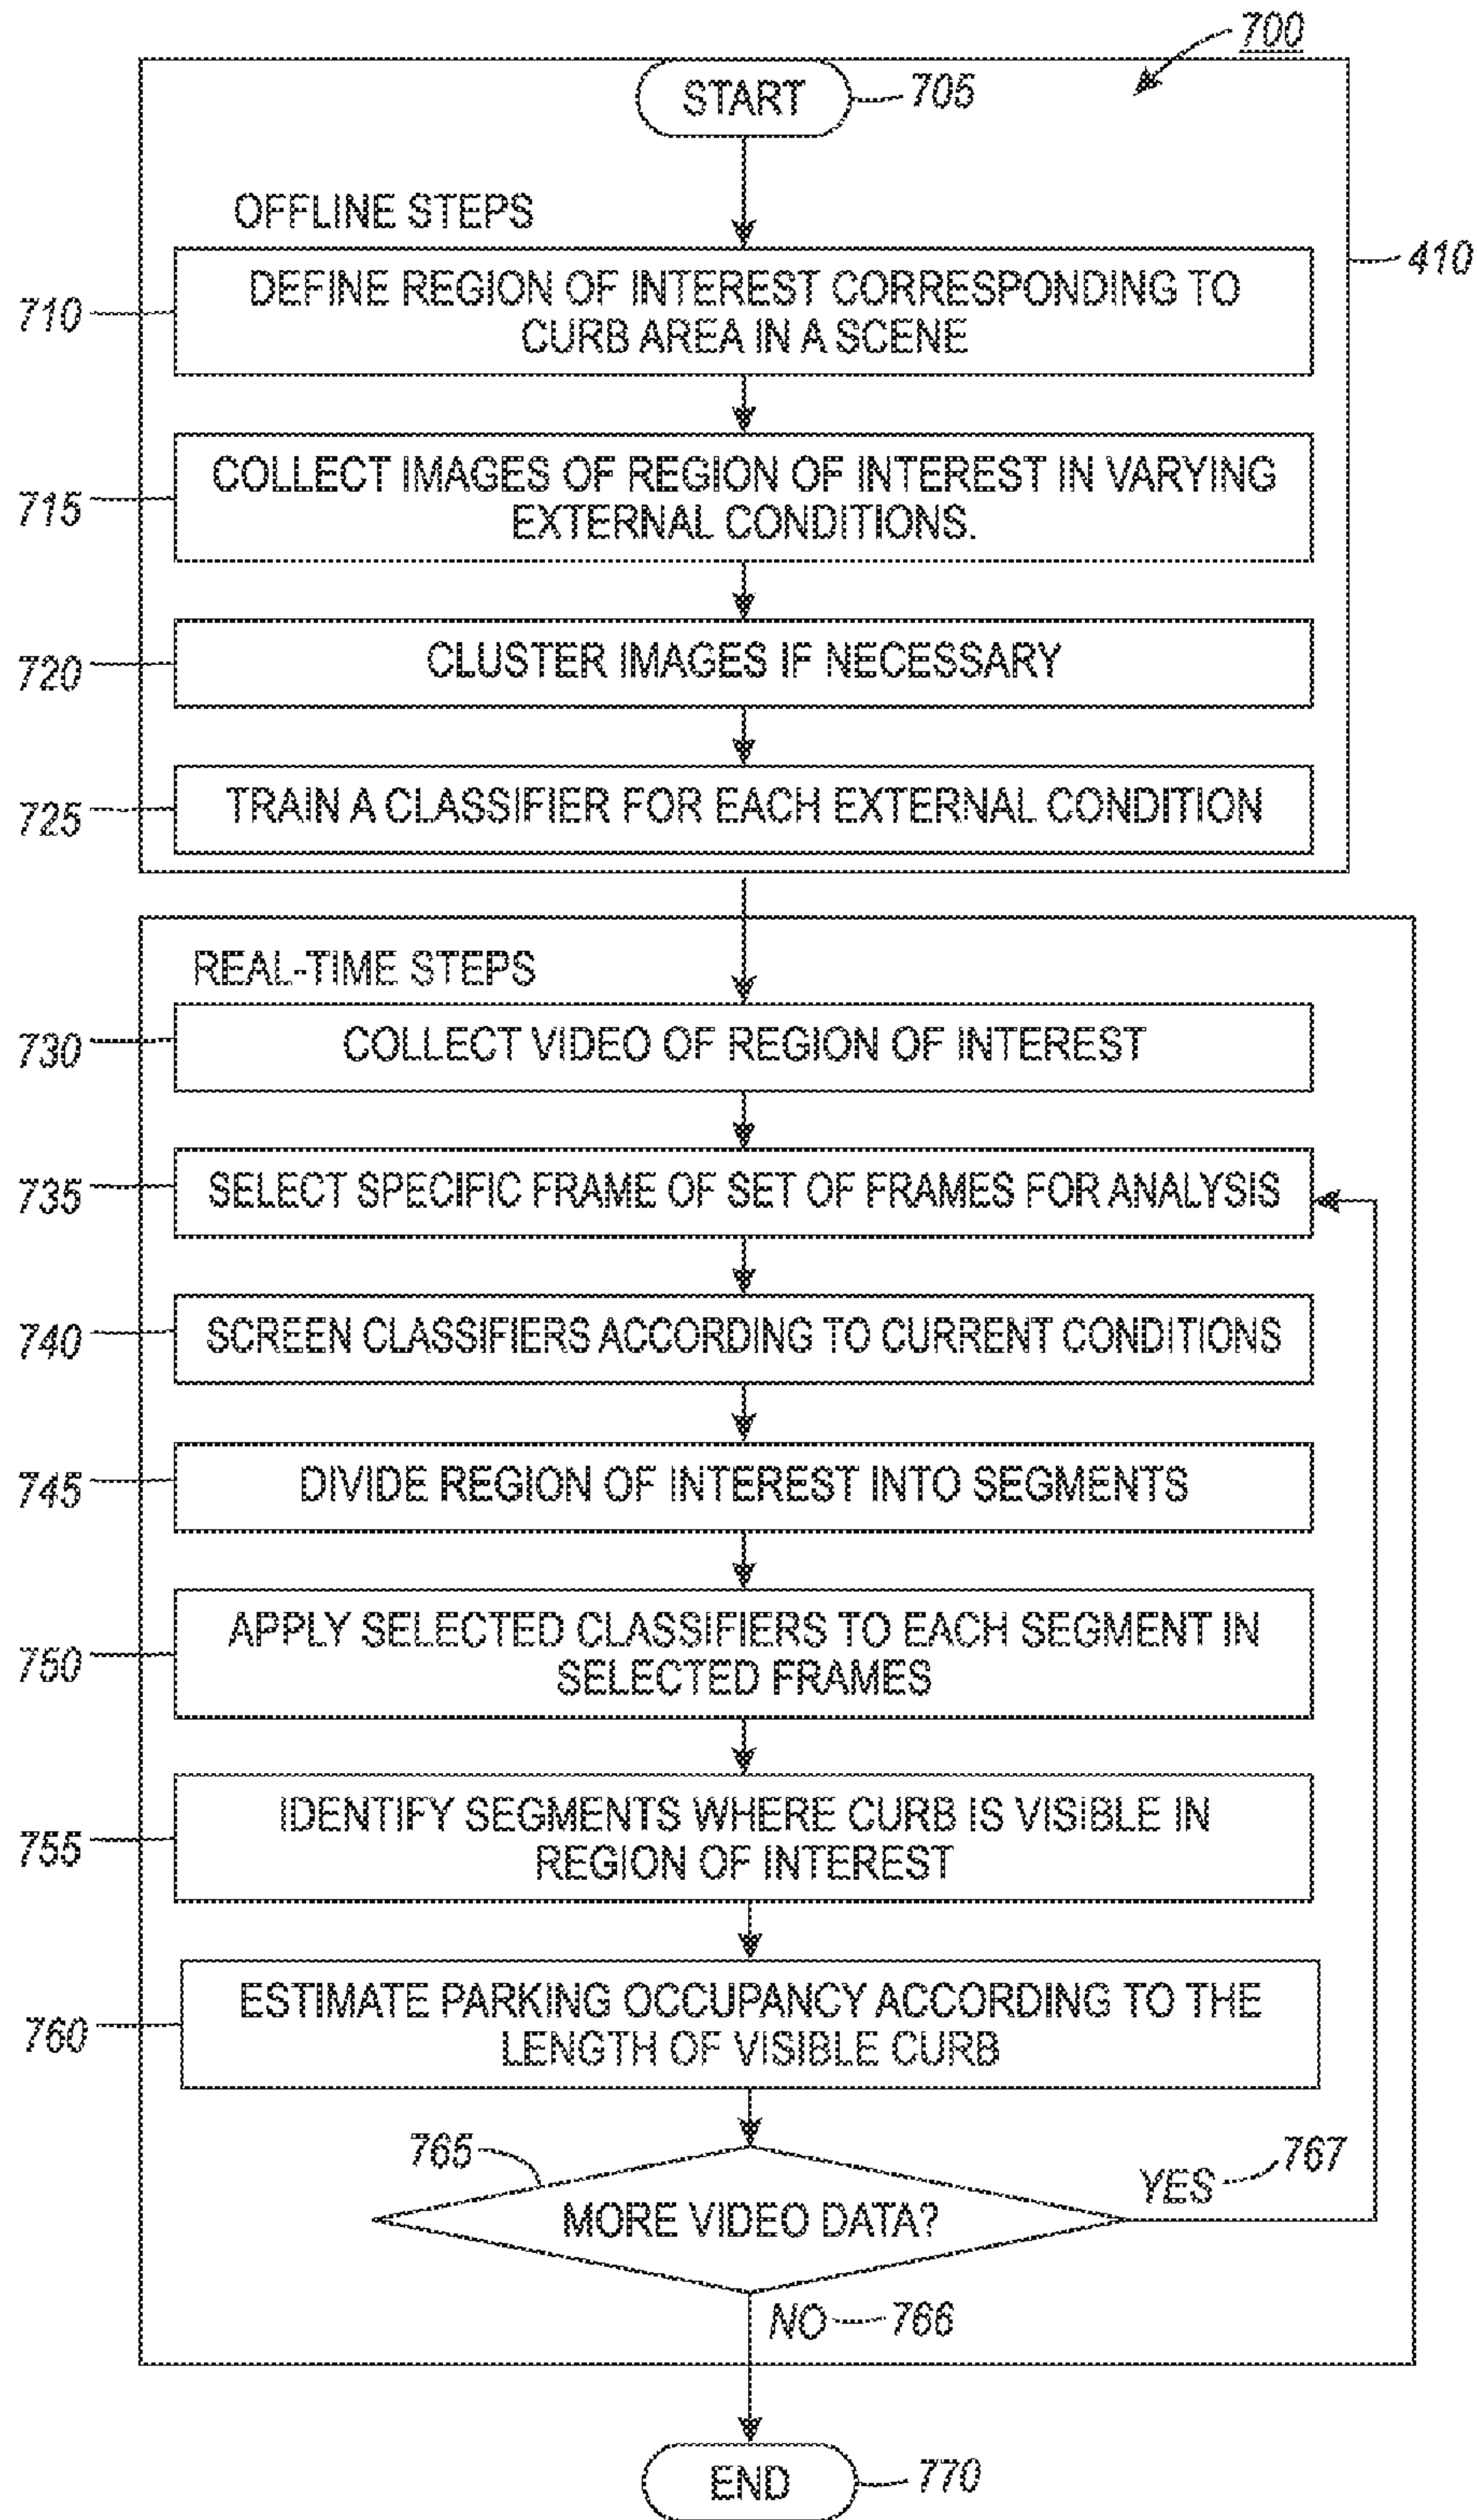 700
START
705
OFFLINE STEPS
410
710
DEFINE REGION OF INTEREST CORRESPONDING TO
CURB AREA IN A SCENE
715
COLLECT IMAGES OF REGION OF INTEREST IN VARYING
EXTERNAL CONDITIONS.
720
CLUSTER IMAGES IF NECESSARY
725
TRAIN A CLASSIFIER FOR EACH EXTERNAL CONDITION
REAL-TIME STEPS
730
COLLECT VIDEO OF REGION OF INTEREST
735
SELECT SPECIFIC FRAME OF SET OF FRAMES FOR ANALYSIS
740
SCREEN CLASSIFIERS ACCORDING TO CURRENT CONDITIONS
745
DIVIDE REGION OF INTEREST INTO SEGMENTS
750
APPLY SELECTED CLASSIFIERS TO EACH SEGMENT IN
SELECTED FRAMES
755
IDENTIFY SEGMENTS WHERE CURB IS VISIBLE IN
REGION OF INTEREST
760
ESTIMATE PARKING OCCUPANCY ACCORDING TO THE
LENGTH OF VISIBLE CURB
765
MORE VIDEO DATA?
YES
767
NO
766
END
770